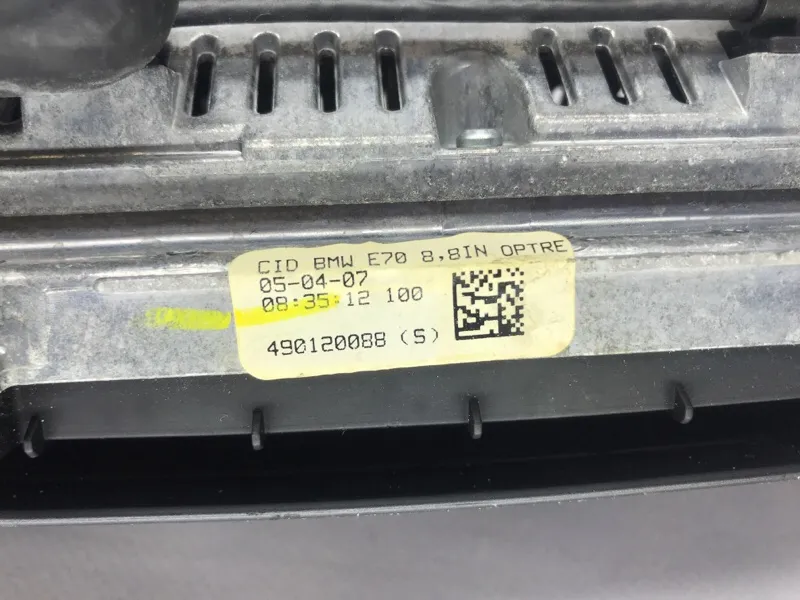 CID BMW E70 8,8IN OPTRE
05-04-07
08:35:12 100
490120088 (S)